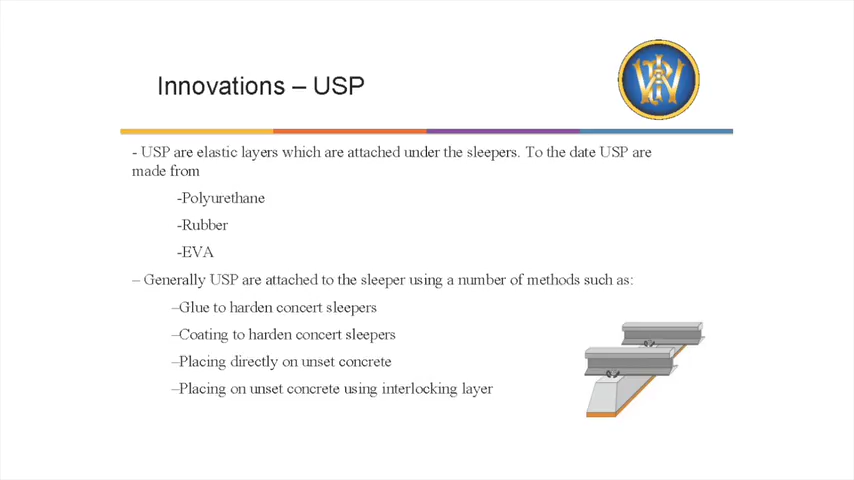 Innovations – USP
- USP are elastic layers which are attached under the sleepers. To the date USP are
made from
-Polyurethane
-Rubber
-EVA
– Generally USP are attached to the sleeper using a number of methods such as:
–Glue to harden concert sleepers
–Coating to harden concert sleepers
–Placing directly on unset concrete
–Placing on unset concrete using interlocking layer